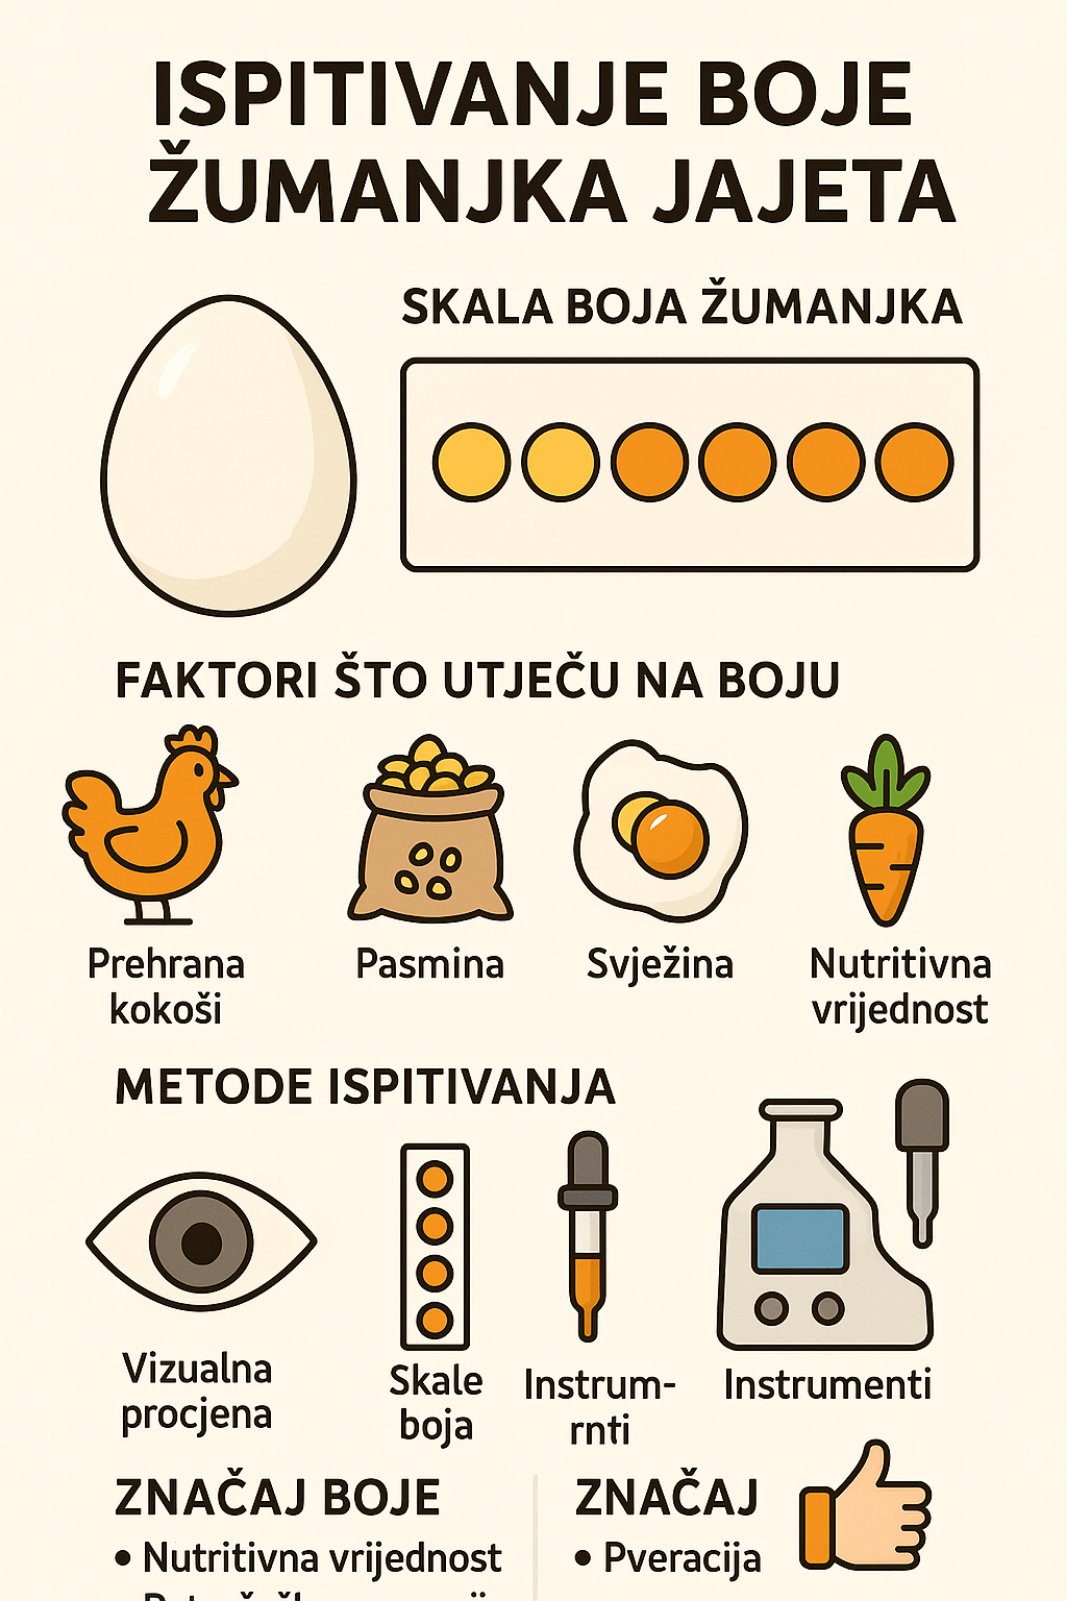 ISPITIVANJE BOJE
ŽUMANJKA JAJETA
SKALA BOJA ŽUMANJKA
FAKTORI ŠTO UTJEČU NA BOJU
Prehrana
kokoši
Pasmina
Svježina
Nutritivna
vrijednost
METODE ISPITIVANJA
Vizualna
procjena
Skale
boja
Instrum-
rnti
Instrumenti
ZNAČAJ BOJE
• Nutritivna vrijednost
ZNAČAJ
• Pveracija